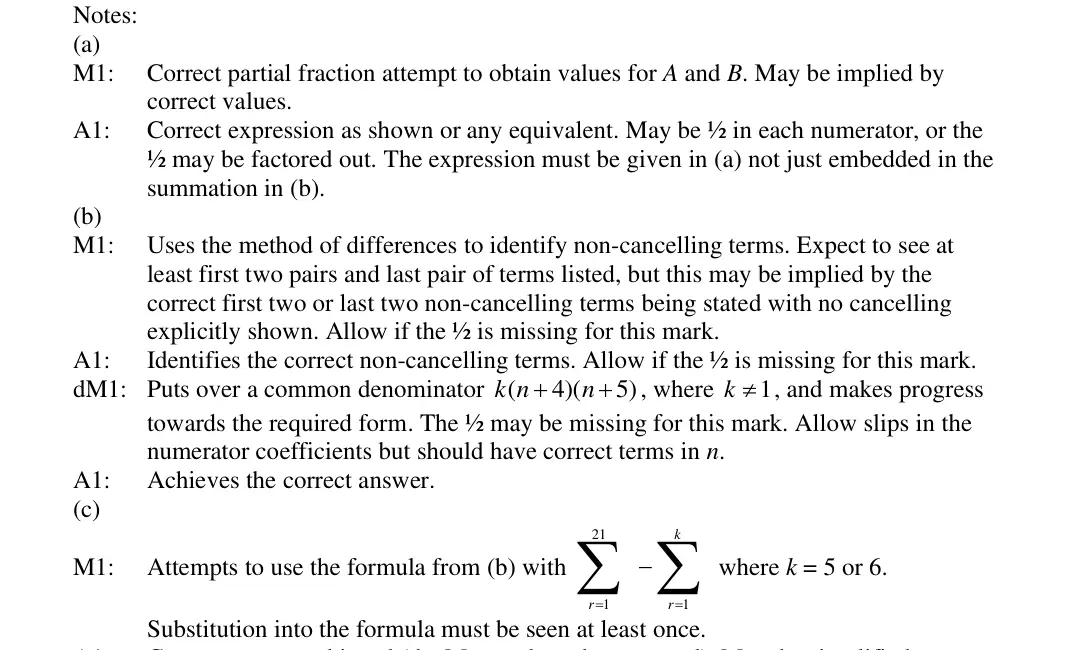 Notes:
(a)
M1: Correct partial fraction attempt to obtain values for A and B. May be implied by
correct values.
A1: Correct expression as shown or any equivalent. May be ½ in each numerator, or the
½ may be factored out. The expression must be given in (a) not just embedded in the
summation in (b).
(b)
M1: Uses the method of differences to identify non-cancelling terms. Expect to see at
least first two pairs and last pair of terms listed, but this may be implied by the
correct first two or last two non-cancelling terms being stated with no cancelling
explicitly shown. Allow if the ½ is missing for this mark.
A1: Identifies the correct non-cancelling terms. Allow if the ½ is missing for this mark.
dM1: Puts over a common denominator k(n+4)(n+5), where k ≠ 1, and makes progress
towards the required form. The ½ may be missing for this mark. Allow slips in the
numerator coefficients but should have correct terms in n.
A1: Achieves the correct answer.
(c)
21 k
M1: Attempts to use the formula from (b) with ∑ − ∑ where k = 5 or 6.
r=1 r=1
Substitution into the formula must be seen at least once.